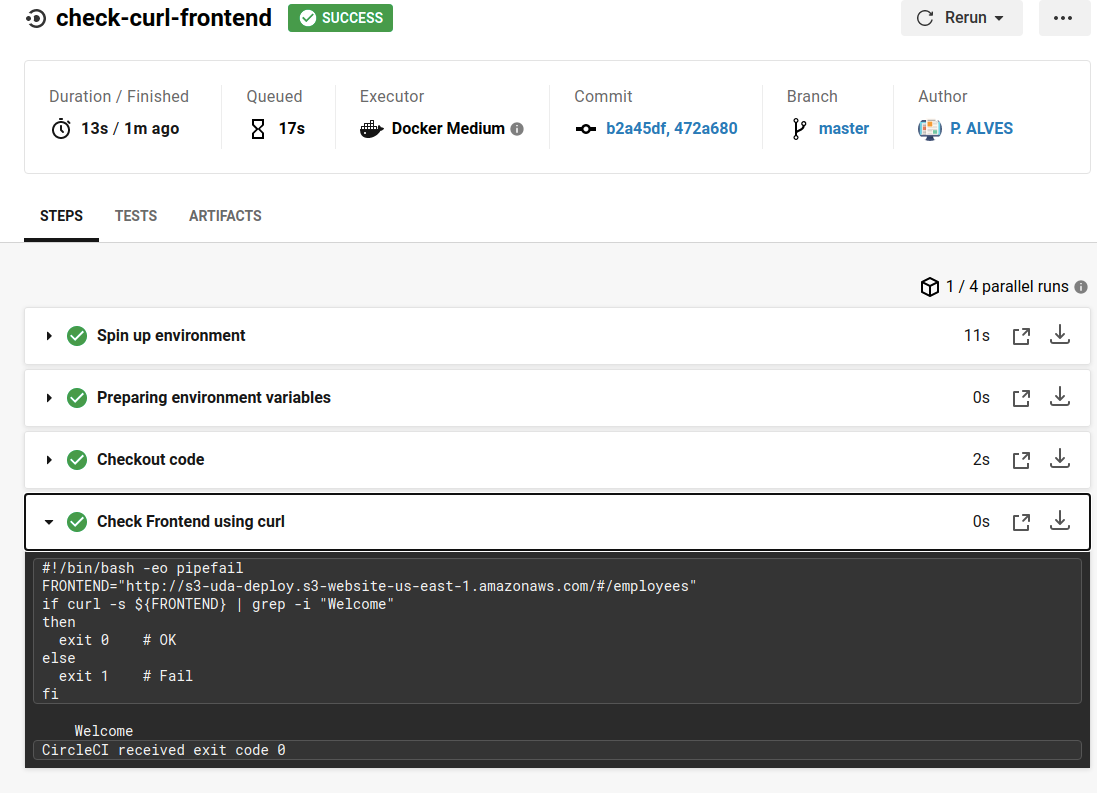 check-curl-frontend SUCCESS Rerun
Duration / Finished Queued Executor Commit Branch Author
13s / 1m ago 17s Docker Medium b2a45df, 472a680 master P. ALVES
STEPS TESTS ARTIFACTS
1 / 4 parallel runs
Spin up environment 11s
Preparing environment variables 0s
Checkout code 2s
Check Frontend using curl 0s
#!/bin/bash -eo pipefail
FRONTEND="http://s3-uda-deploy.s3-website-us-east-1.amazonaws.com/#/employees"
if curl -s ${FRONTEND} | grep -i "Welcome"
then
  exit 0    # OK
else
  exit 1    # Fail
fi
Welcome
CircleCI received exit code 0